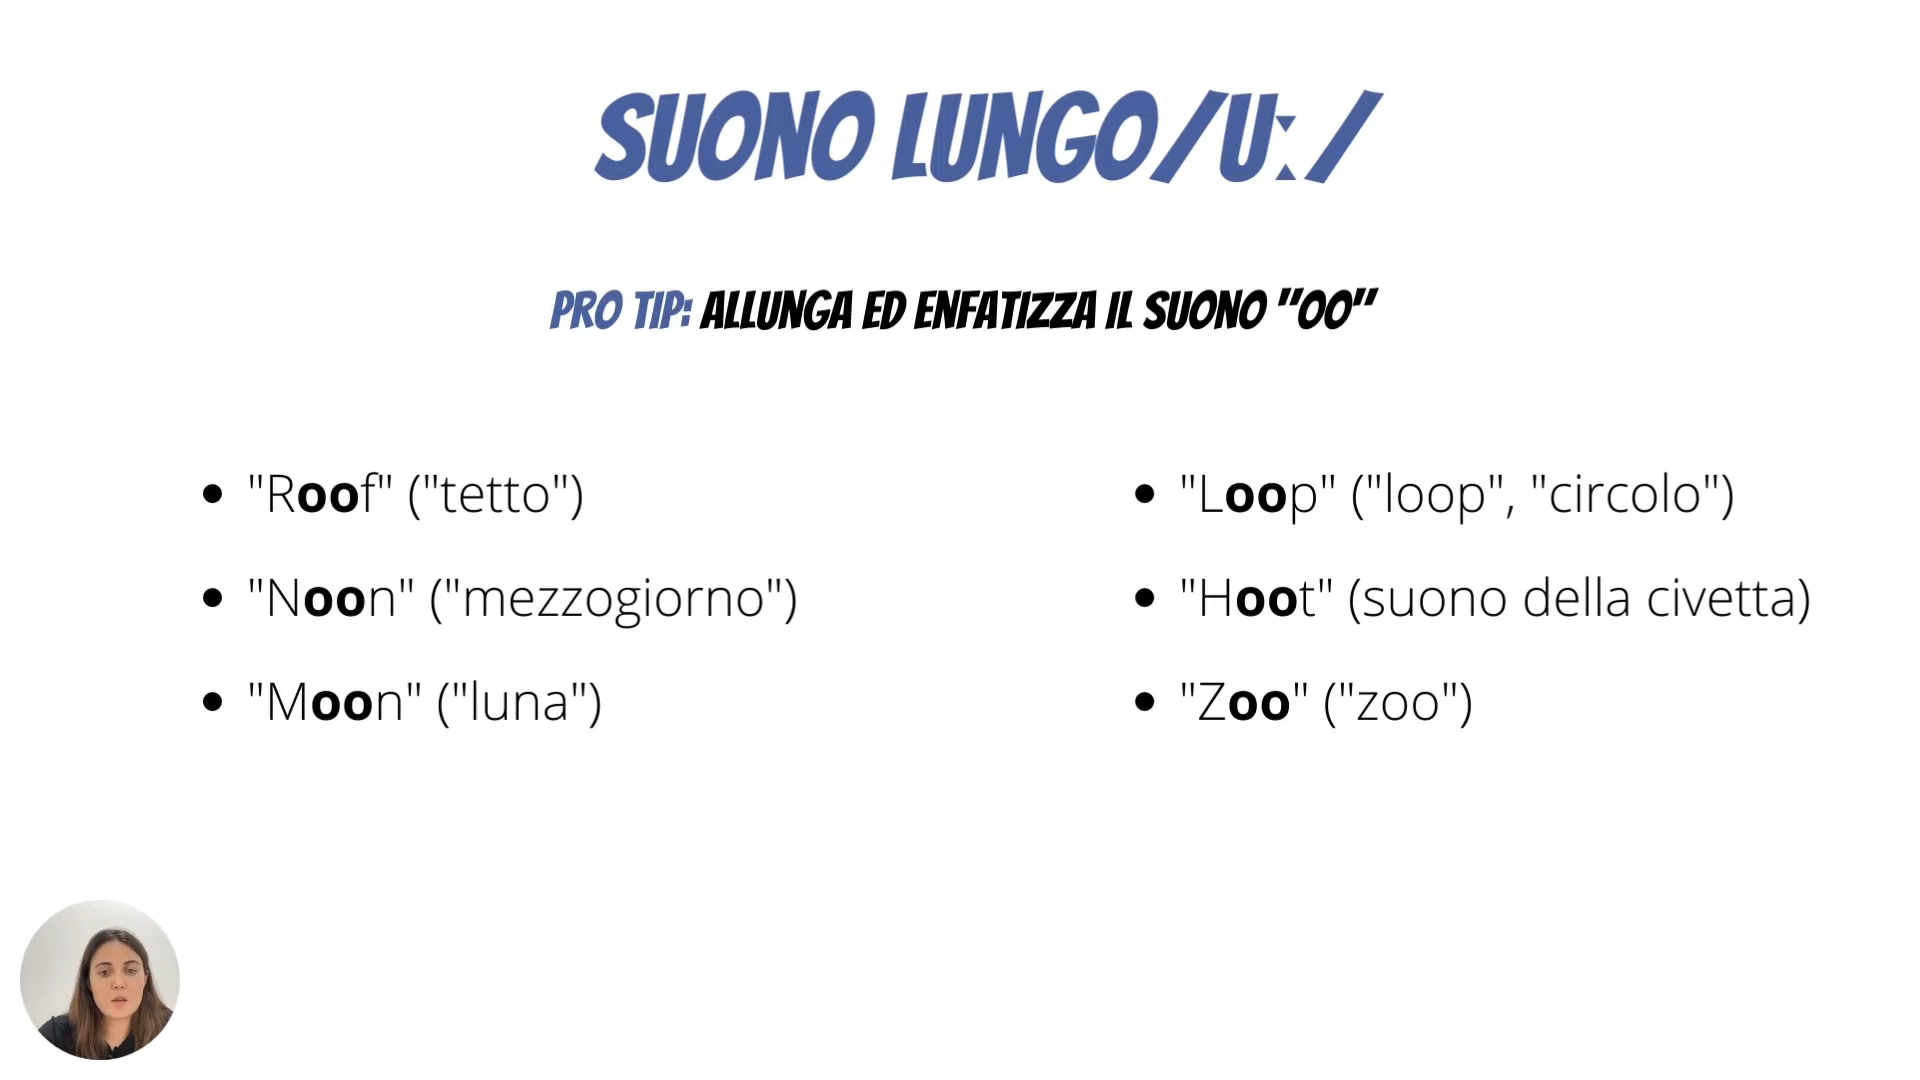 SUONO LUNGO/U:/
PRO TIP: ALLUNGA ED ENFATIZZA IL SUONO "OO"
• "Roof" ("tetto")
• "Noon" ("mezzogiorno")
• "Moon" ("luna")
• "Loop" ("loop", "circolo")
• "Hoot" (suono della civetta)
• "Zoo" ("zoo")